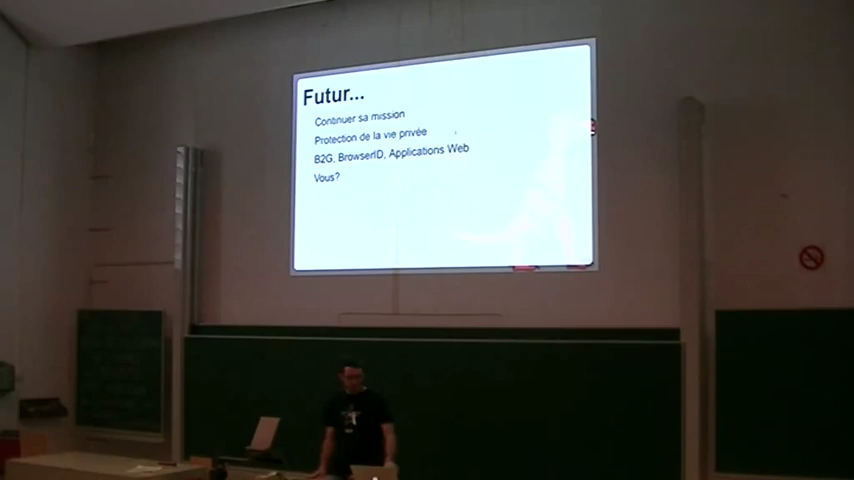 Futur...
Continuer sa mission
Protection de la vie privée
B2G, BrowserID, Applications Web
Vous?